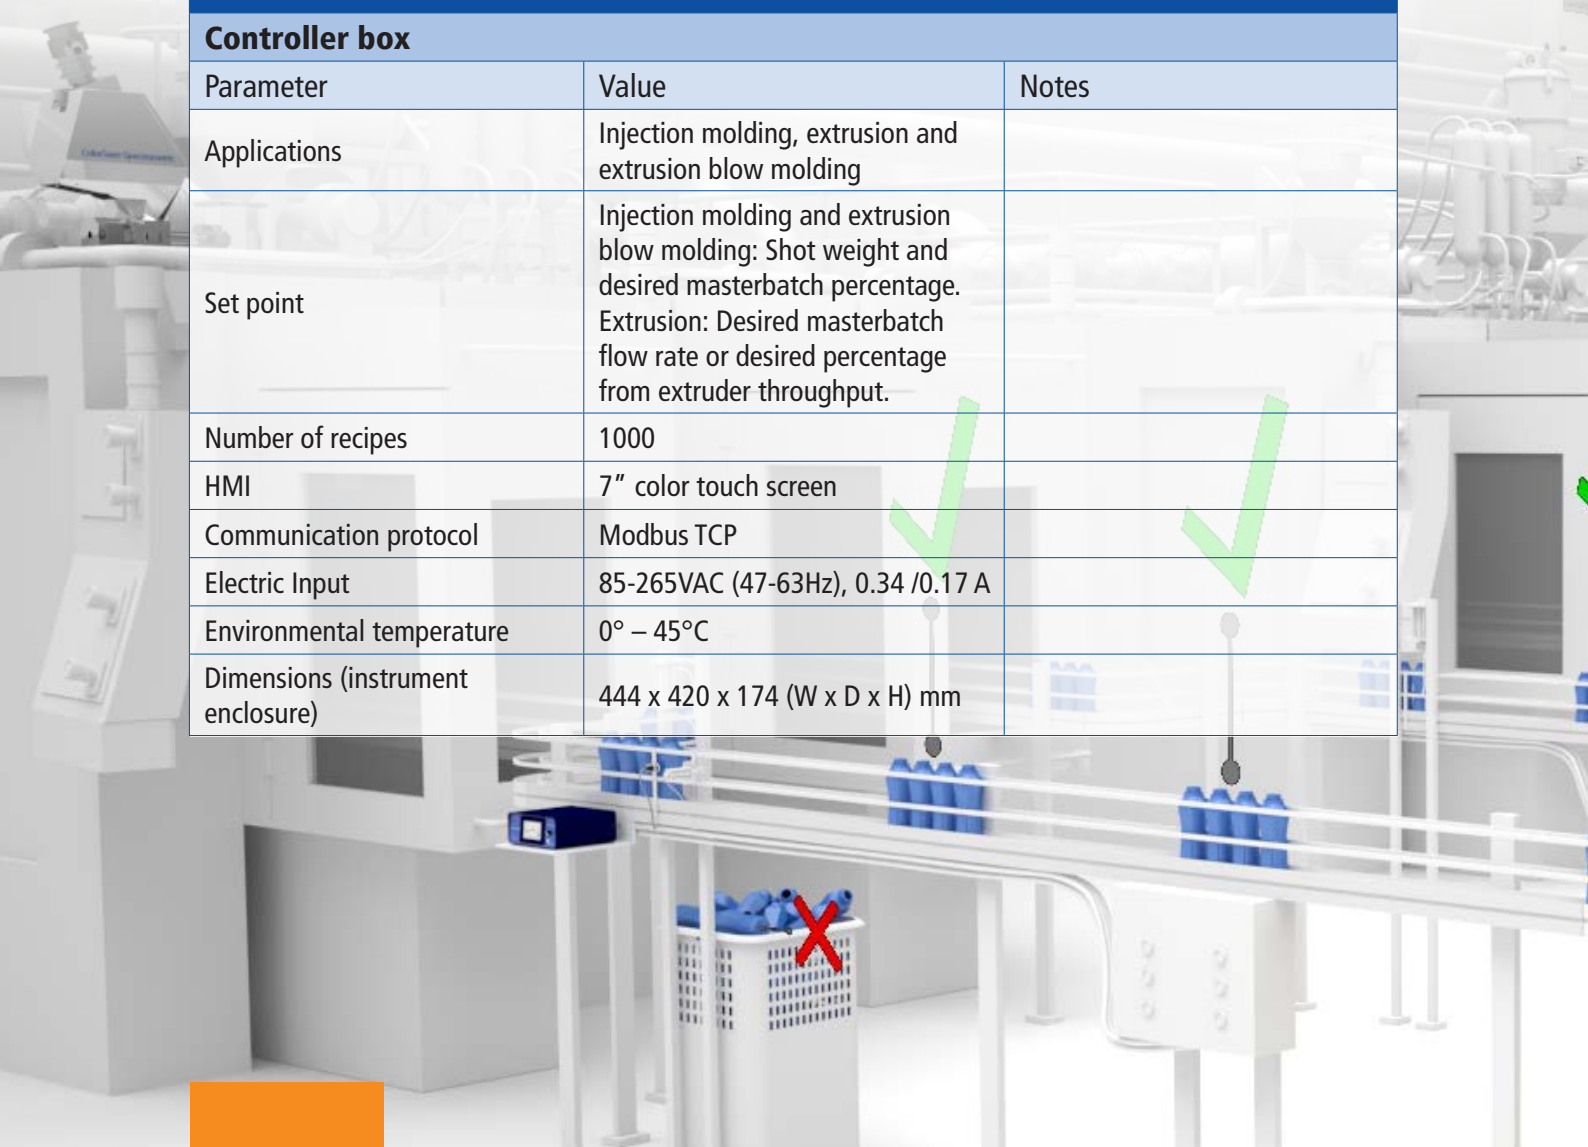 Controller box
Parameter
Value
Notes
Applications
Injection molding, extrusion and
extrusion blow molding
Set point
Injection molding and extrusion
blow molding: Shot weight and
desired masterbatch percentage.
Extrusion: Desired masterbatch
flow rate or desired percentage
from extruder throughput.
Number of recipes
1000
HMI
7” color touch screen
Communication protocol
Modbus TCP
Electric Input
85-265VAC (47-63Hz), 0.34 /0.17 A
Environmental temperature
0° – 45°C
Dimensions (instrument
enclosure)
444 x 420 x 174 (W x D x H) mm